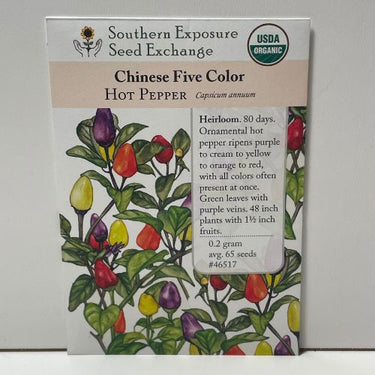 Southern Exposure
Seed Exchange
USDA
ORGANIC
Chinese Five Color
HOT PEPPER Capsicum annuum
Heirloom. 80 days.
Ornamental hot
pepper ripens purple
to cream to yellow
to orange to red,
with all colors often
present at once.
Green leaves with
purple veins. 48 inch
plants with 1½ inch
fruits.
0.2 gram
avg. 65 seeds
#46517